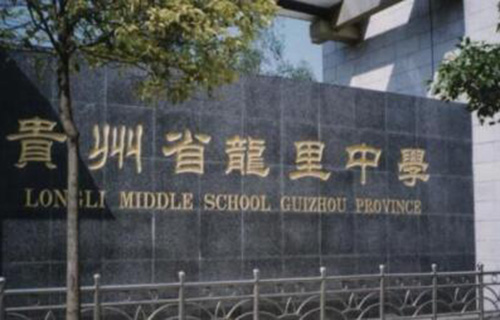 貴州省龍里中學
LONGLI MIDDLE SCHOOL GUIZHOU PROVINCE